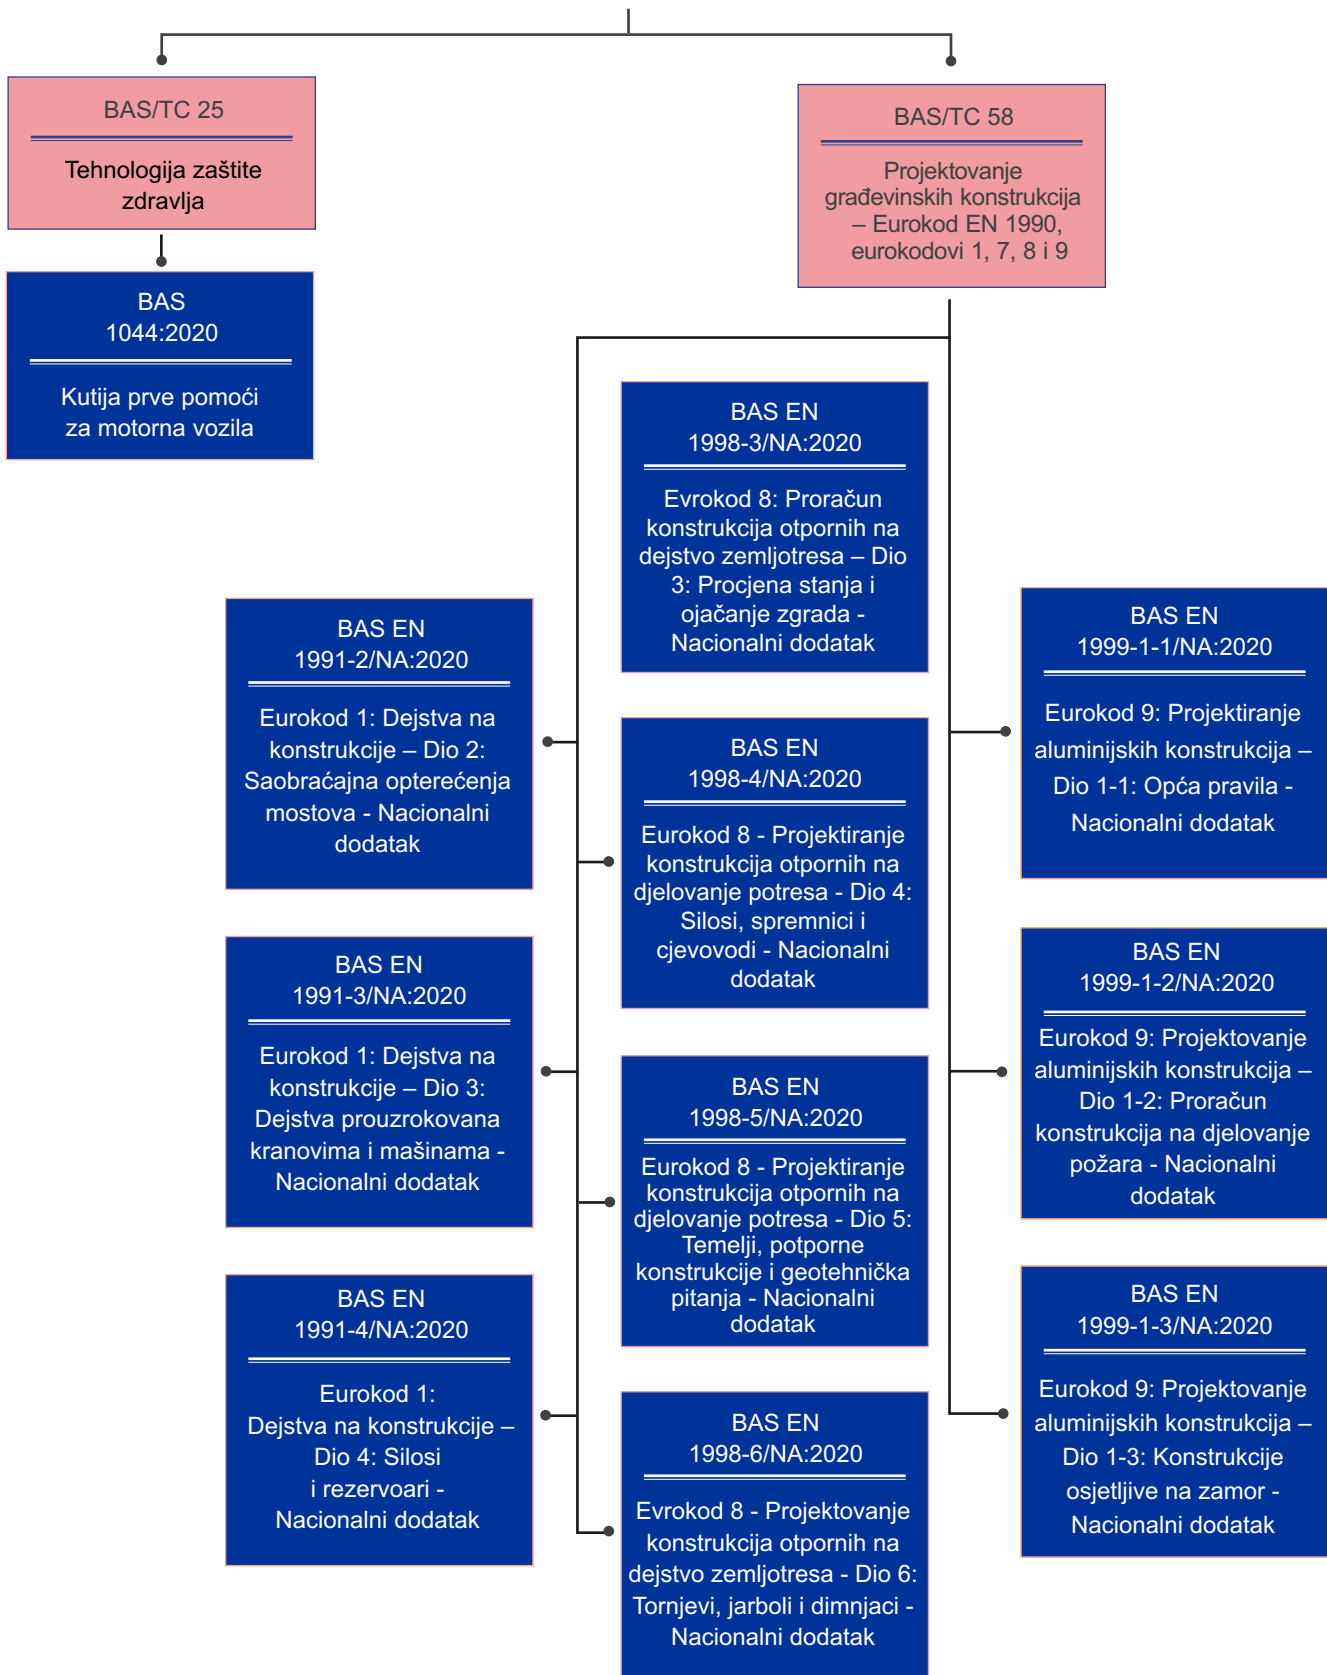 BAS/TC 25
Tehnologija zaštite
zdravlja
BAS
1044:2020
Kutija prve pomoći
za motorna vozila
BAS/TC 58
Projektovanje
građevinskih konstrukcija
– Eurokod EN 1990,
eurokodovi 1, 7, 8 i 9
BAS EN
1991-2/NA:2020
Eurokod 1: Dejstva na
konstrukcije – Dio 2:
Saobraćajna opterećenja
mostova - Nacionalni
dodatak
BAS EN
1991-3/NA:2020
Eurokod 1: Dejstva na
konstrukcije – Dio 3:
Dejstva prouzrokovana
kranovima i mašinama -
Nacionalni dodatak
BAS EN
1991-4/NA:2020
Eurokod 1:
Dejstva na konstrukcije –
Dio 4: Silosi
i rezervoari -
Nacionalni dodatak
BAS EN
1998-3/NA:2020
Evrokod 8: Proračun
konstrukcija otpornih na
dejstvo zemljotresa – Dio
3: Procjena stanja i
ojačanje zgrada -
Nacionalni dodatak
BAS EN
1998-4/NA:2020
Eurokod 8 - Projektiranje
konstrukcija otpornih na
djelovanje potresa - Dio 4:
Silosi, spremnici i
cjevovodi - Nacionalni
dodatak
BAS EN
1998-5/NA:2020
Eurokod 8 - Projektiranje
konstrukcija otpornih na
djelovanje potresa - Dio 5:
Temelji, potporne
konstrukcije i geotehnička
pitanja - Nacionalni
dodatak
BAS EN
1998-6/NA:2020
Evrokod 8 - Projektovanje
konstrukcija otpornih na
dejstvo zemljotresa - Dio 6:
Tornjevi, jarboli i dimnjaci -
Nacionalni dodatak
BAS EN
1999-1-1/NA:2020
Eurokod 9: Projektiranje
aluminijskih konstrukcija –
Dio 1-1: Opća pravila -
Nacionalni dodatak
BAS EN
1999-1-2/NA:2020
Eurokod 9: Projektovanje
aluminijskih konstrukcija –
Dio 1-2: Proračun
konstrukcija na djelovanje
požara - Nacionalni
dodatak
BAS EN
1999-1-3/NA:2020
Eurokod 9: Projektovanje
aluminijskih konstrukcija –
Dio 1-3: Konstrukcije
osjetljive na zamor -
Nacionalni dodatak